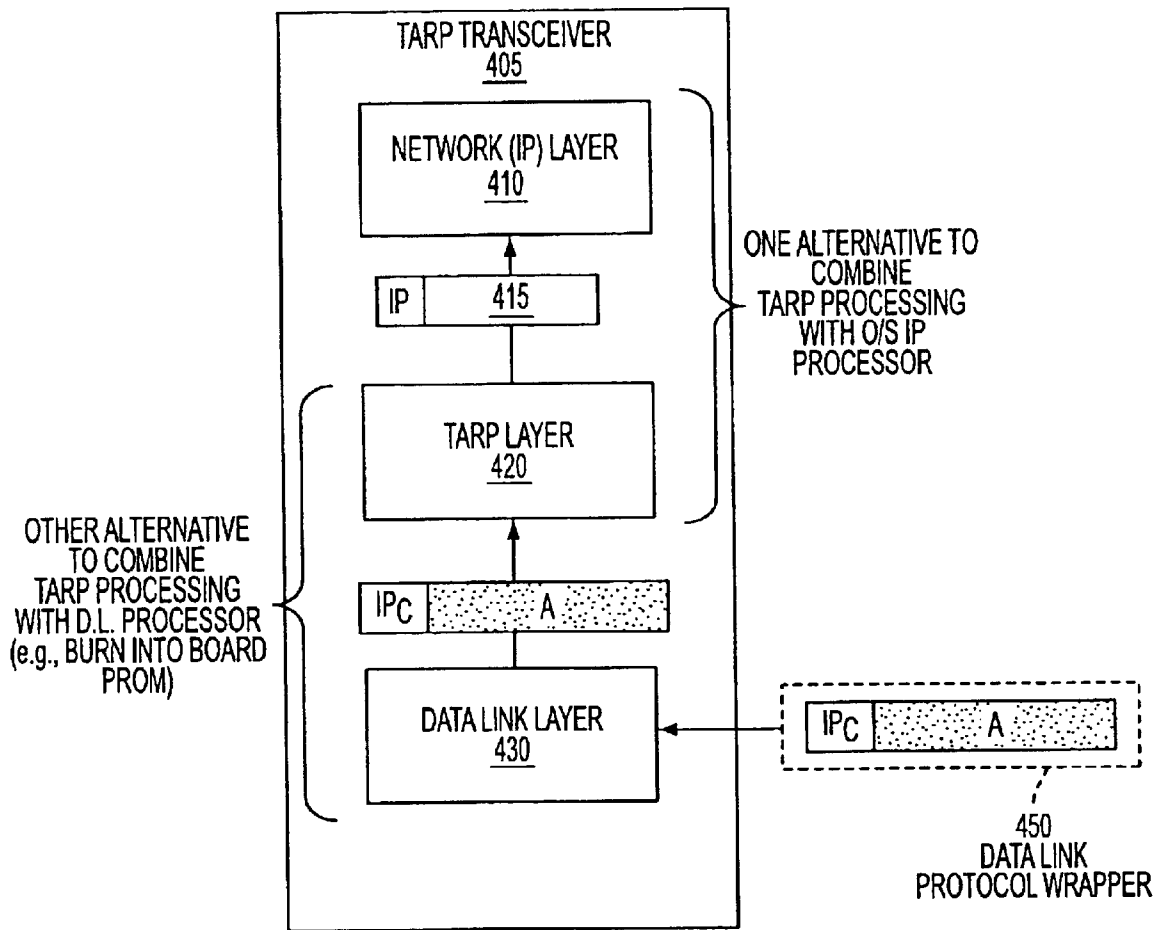 TARP TRANSCEIVER
405
NETWORK (IP) LAYER
410
IP 415
ONE ALTERNATIVE TO
COMBINE
TARP PROCESSING
WITH O/S IP
PROCESSOR
TARP LAYER
420
OTHER ALTERNATIVE
TO COMBINE
TARP PROCESSING
WITH D.L. PROCESSOR
(e.g., BURN INTO BOARD
PROM)
IPC A
DATA LINK LAYER
430
IPC A
450
DATA LINK
PROTOCOL WRAPPER